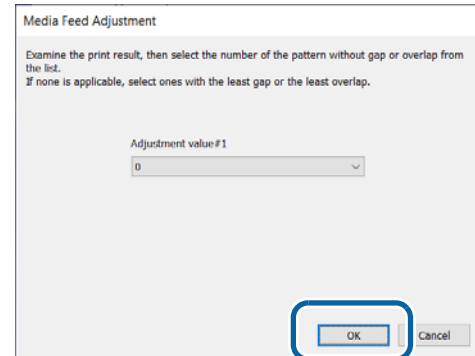 Media Feed Adjustment
Examine the print result, then select the number of the pattern without gap or overlap from
the list.
If none is applicable, select ones with the least gap or the least overlap.
Adjustment value#1
0
OK
Cancel